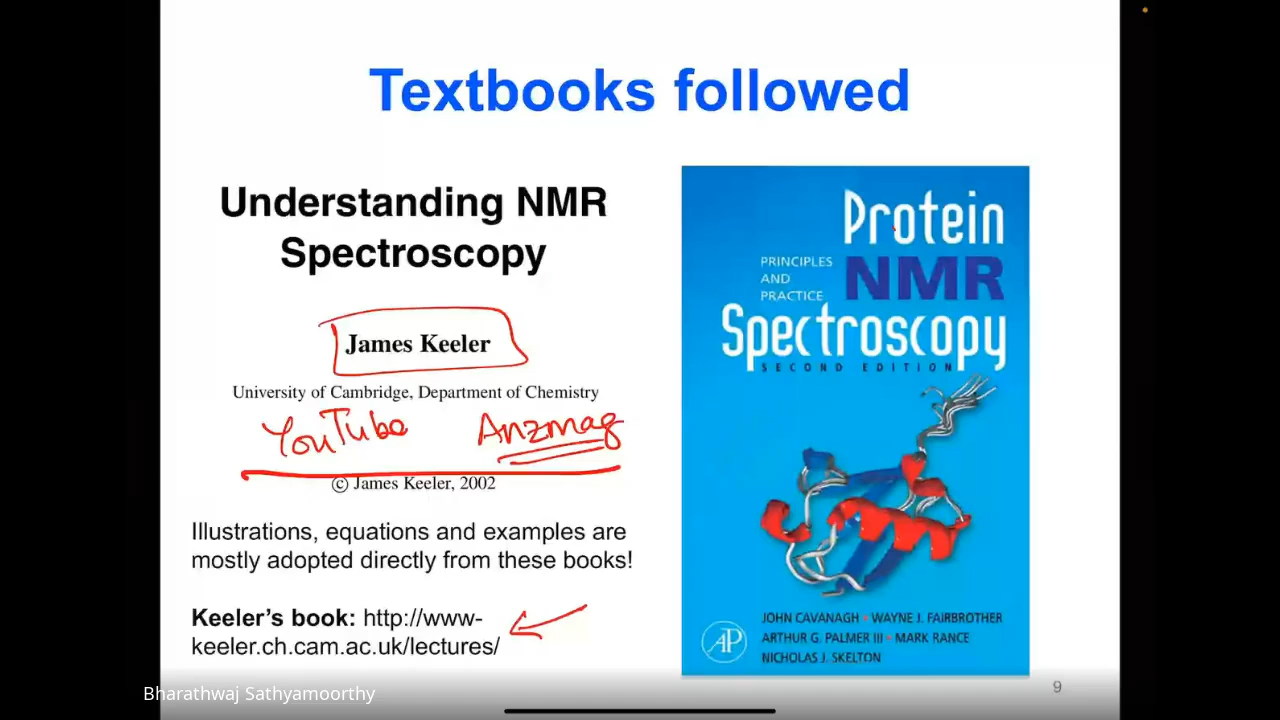 Textbooks followed
Understanding NMR
Spectroscopy
James Keeler
University of Cambridge, Department of Chemistry
YouTube Anzmag
© James Keeler, 2002
Illustrations, equations and examples are
mostly adopted directly from these books!
Keeler's book: http://www-
keeler.ch.cam.ac.uk/lectures/
Protein
PRINCIPLES
AND
PRACTICE
NMR
Spectroscopy
SECOND EDITION
AP
JOHN CAVANAGH • WAYNE J. FAIRBROTHER
ARTHUR G. PALMER III • MARK RANCE
NICHOLAS J. SKELTON
9
Bharathwaj Sathyamoorthy